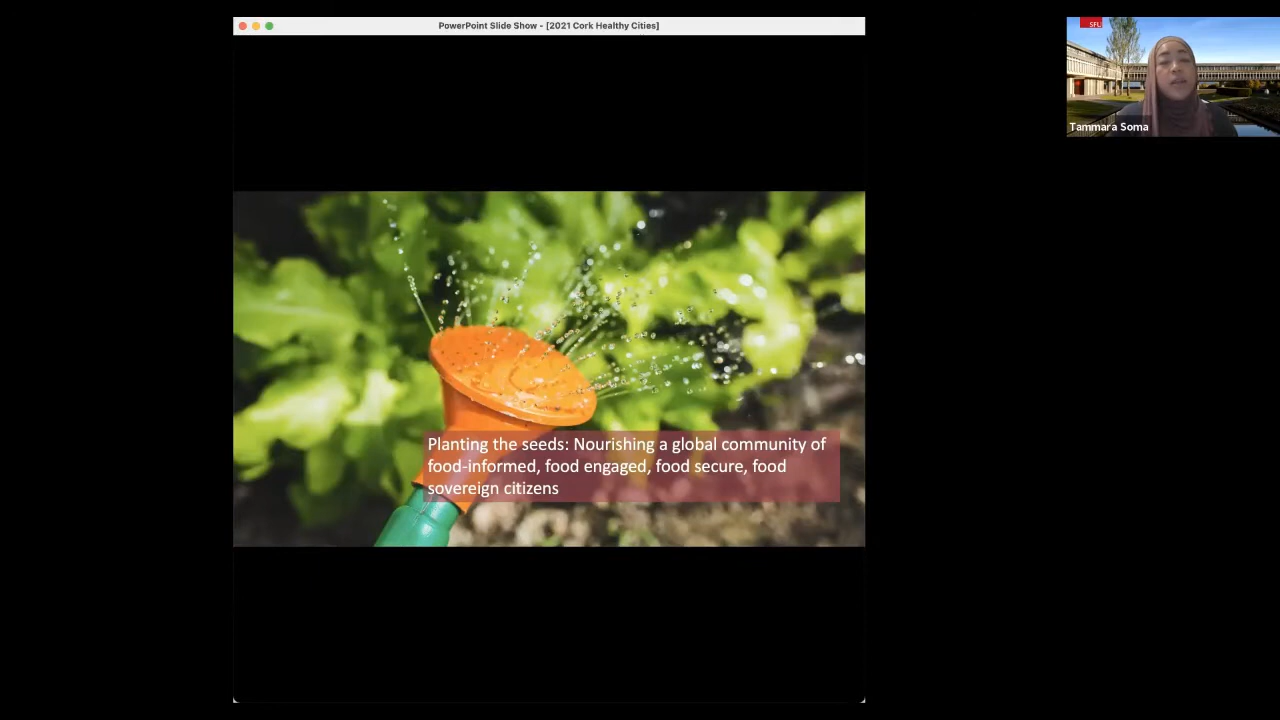 PowerPoint Slide Show - [2021 Cork Healthy Cities]
SFU
Tammara Soma
Planting the seeds: Nourishing a global community of
food-informed, food engaged, food secure, food
sovereign citizens